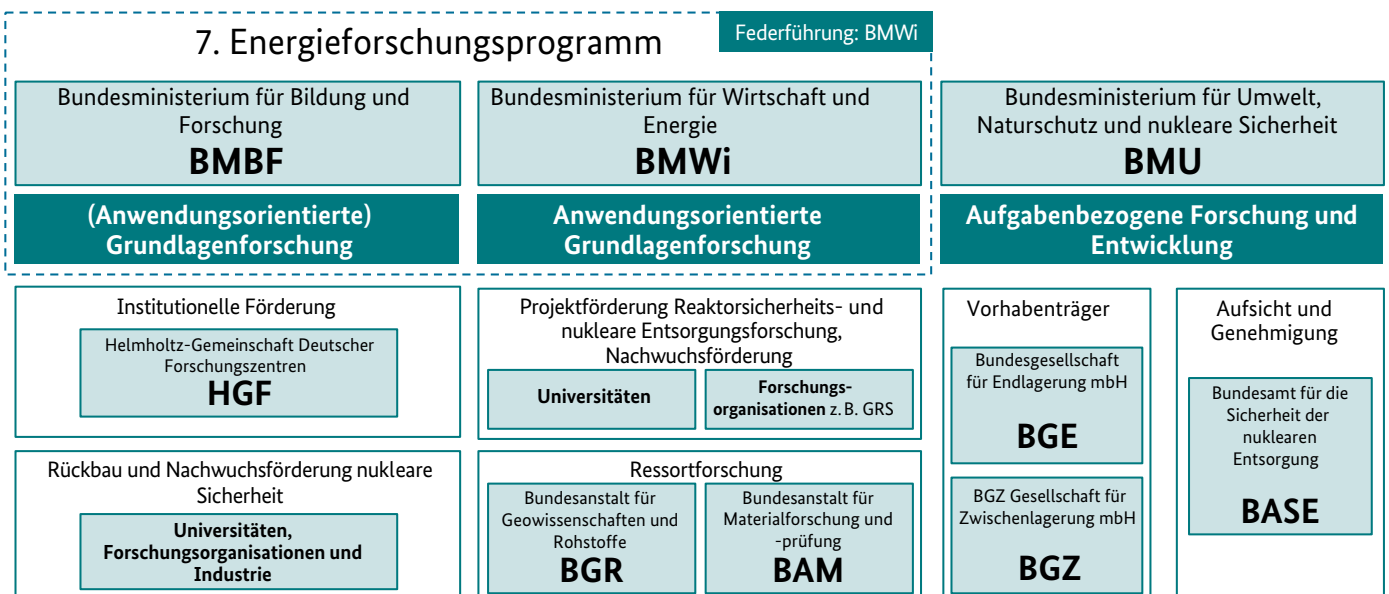 7. Energieforschungsprogramm
Federführung: BMWi
Bundesministerium für Bildung und
Forschung
BMBF
(Anwendungsorientierte)
Grundlagenforschung
Institutionelle Förderung
Helmholtz-Gemeinschaft Deutscher
Forschungszentren
HGF
Rückbau und Nachwuchsförderung nukleare
Sicherheit
Universitäten,
Forschungsorganisationen und
Industrie
Bundesministerium für Wirtschaft und
Energie
BMWi
Anwendungsorientierte
Grundlagenforschung
Projektförderung Reaktorsicherheits- und
nukleare Entsorgungsforschung,
Nachwuchsförderung
Universitäten
Forschungs-
organisationen z. B. GRS
Ressortforschung
Bundesanstalt für
Geowissenschaften und
Rohstoffe
BGR
Bundesanstalt für
Materialforschung und
-prüfung
BAM
Bundesministerium für Umwelt,
Naturschutz und nukleare Sicherheit
BMU
Aufgabenbezogene Forschung und
Entwicklung
Vorhabenträger
Bundesgesellschaft
für Endlagerung mbH
BGE
BGZ Gesellschaft für
Zwischenlagerung mbH
BGZ
Aufsicht und
Genehmigung
Bundesamt für die
Sicherheit der
nuklearen
Entsorgung
BASE